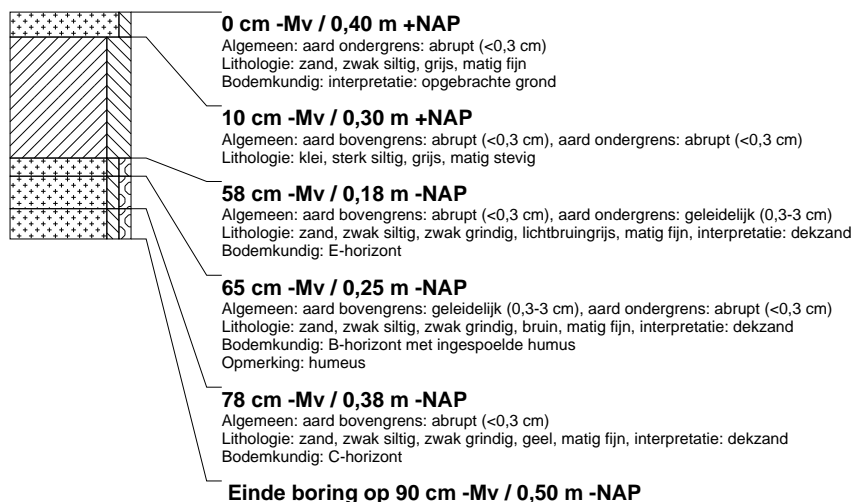 0 cm -Mv / 0,40 m +NAP
Algemeen: aard ondergrens: abrupt (<0,3 cm)
Lithologie: zand, zwak siltig, grijs, matig fijn
Bodemkundig: interpretatie: opgebrachte grond
10 cm -Mv / 0,30 m +NAP
Algemeen: aard bovengrens: abrupt (<0,3 cm), aard ondergrens: abrupt (<0,3 cm)
Lithologie: klei, sterk siltig, grijs, matig stevig
58 cm -Mv / 0,18 m -NAP
Algemeen: aard bovengrens: abrupt (<0,3 cm), aard ondergrens: geleidelijk (0,3-3 cm)
Lithologie: zand, zwak siltig, zwak grindig, lichtbruingrijs, matig fijn, interpretatie: dekzand
Bodemkundig: E-horizont
65 cm -Mv / 0,25 m -NAP
Algemeen: aard bovengrens: geleidelijk (0,3-3 cm), aard ondergrens: abrupt (<0,3 cm)
Lithologie: zand, zwak siltig, zwak grindig, bruin, matig fijn, interpretatie: dekzand
Bodemkundig: B-horizont met ingespoelde humus
Opmerking: humeus
78 cm -Mv / 0,38 m -NAP
Algemeen: aard bovengrens: abrupt (<0,3 cm)
Lithologie: zand, zwak siltig, zwak grindig, geel, matig fijn, interpretatie: dekzand
Bodemkundig: C-horizont
Einde boring op 90 cm -Mv / 0,50 m -NAP